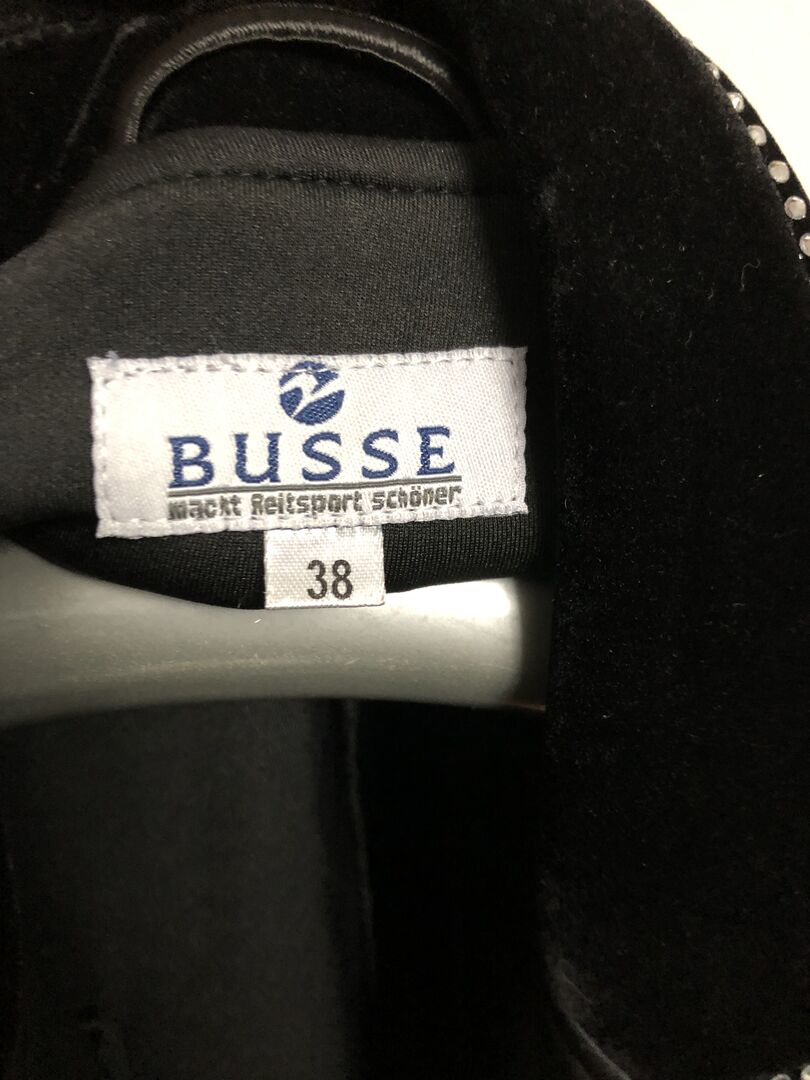 BUSSE
macht Reitsport schöner
38